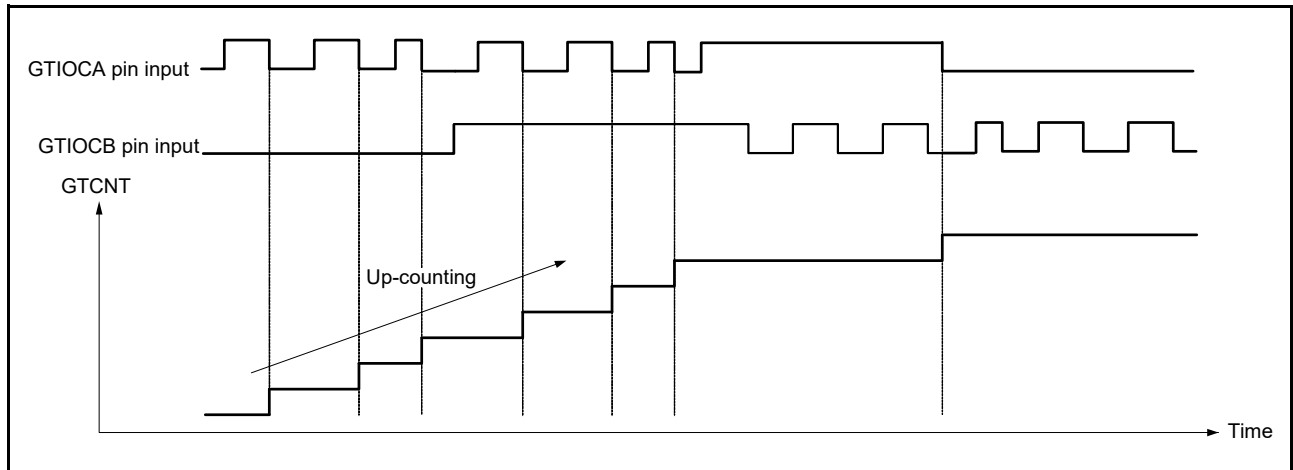 GTIOCA pin input
GTIOCB pin input
GTCNT
Up-counting
Time